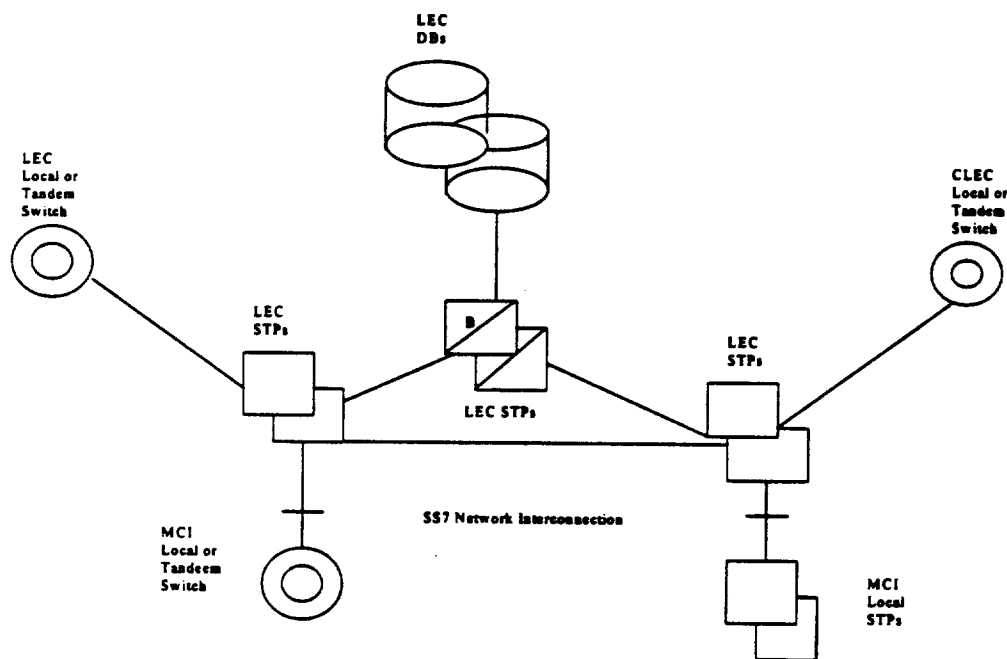 LEC
DBs
LEC
Local or
Tandem
Switch
CLEC
Local or
Tandem
Switch
LEC
STPs
B
LEC STPs
LEC
STPs
SS7 Network Interconnection
MCI
Local or
Tandeem
Switch
MCI
Local
STPs